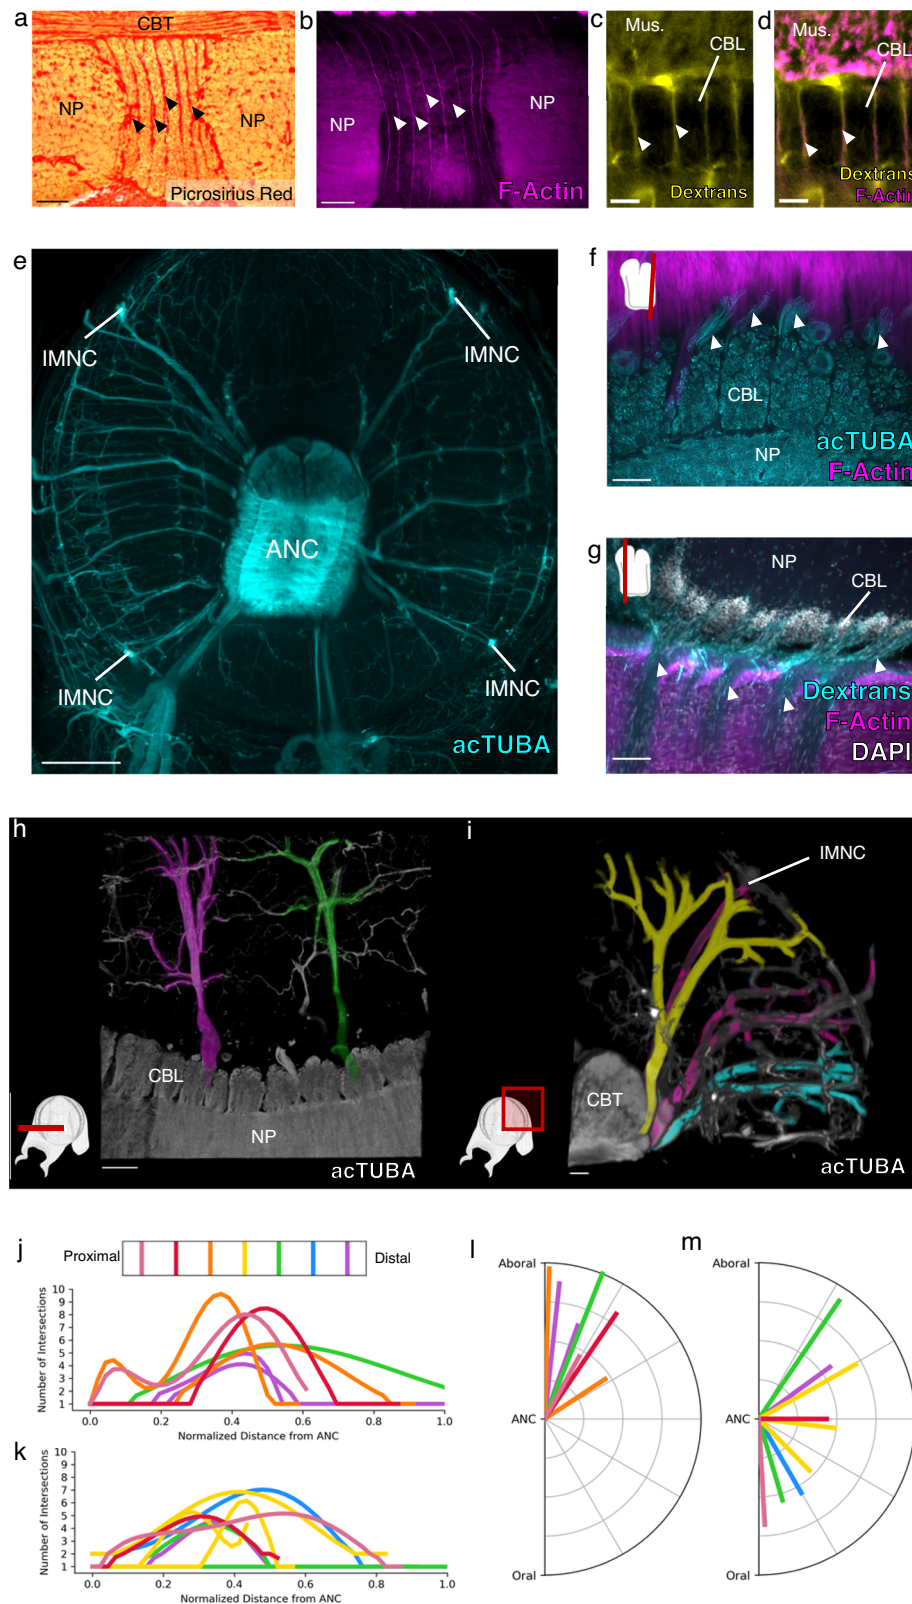 a
CBT
NP
NP
Picrosirius Red
b
NP
NP
F-Actin
c
Mus.
CBL
Dextrans
d
Mus.
CBL
Dextrans
F-Actin
e
IMNC
IMNC
ANC
IMNC
IMNC
acTUBA
f
CBL
NP
acTUBA
F-Actin
g
NP
CBL
Dextrans
F-Actin
DAPI
h
CBL
NP
acTUBA
i
IMNC
CBT
acTUBA
j
Proximal
Distal
Number of Intersections
10
9
8
7
6
5
4
3
2
1
0.0 0.2 0.4 0.6 0.8 1.0
Normalized Distance from ANC
k
Number of Intersections
10
9
8
7
6
5
4
3
2
1
0.0 0.2 0.4 0.6 0.8 1.0
Normalized Distance from ANC
l
Aboral
ANC
Oral
m
Aboral
ANC
Oral